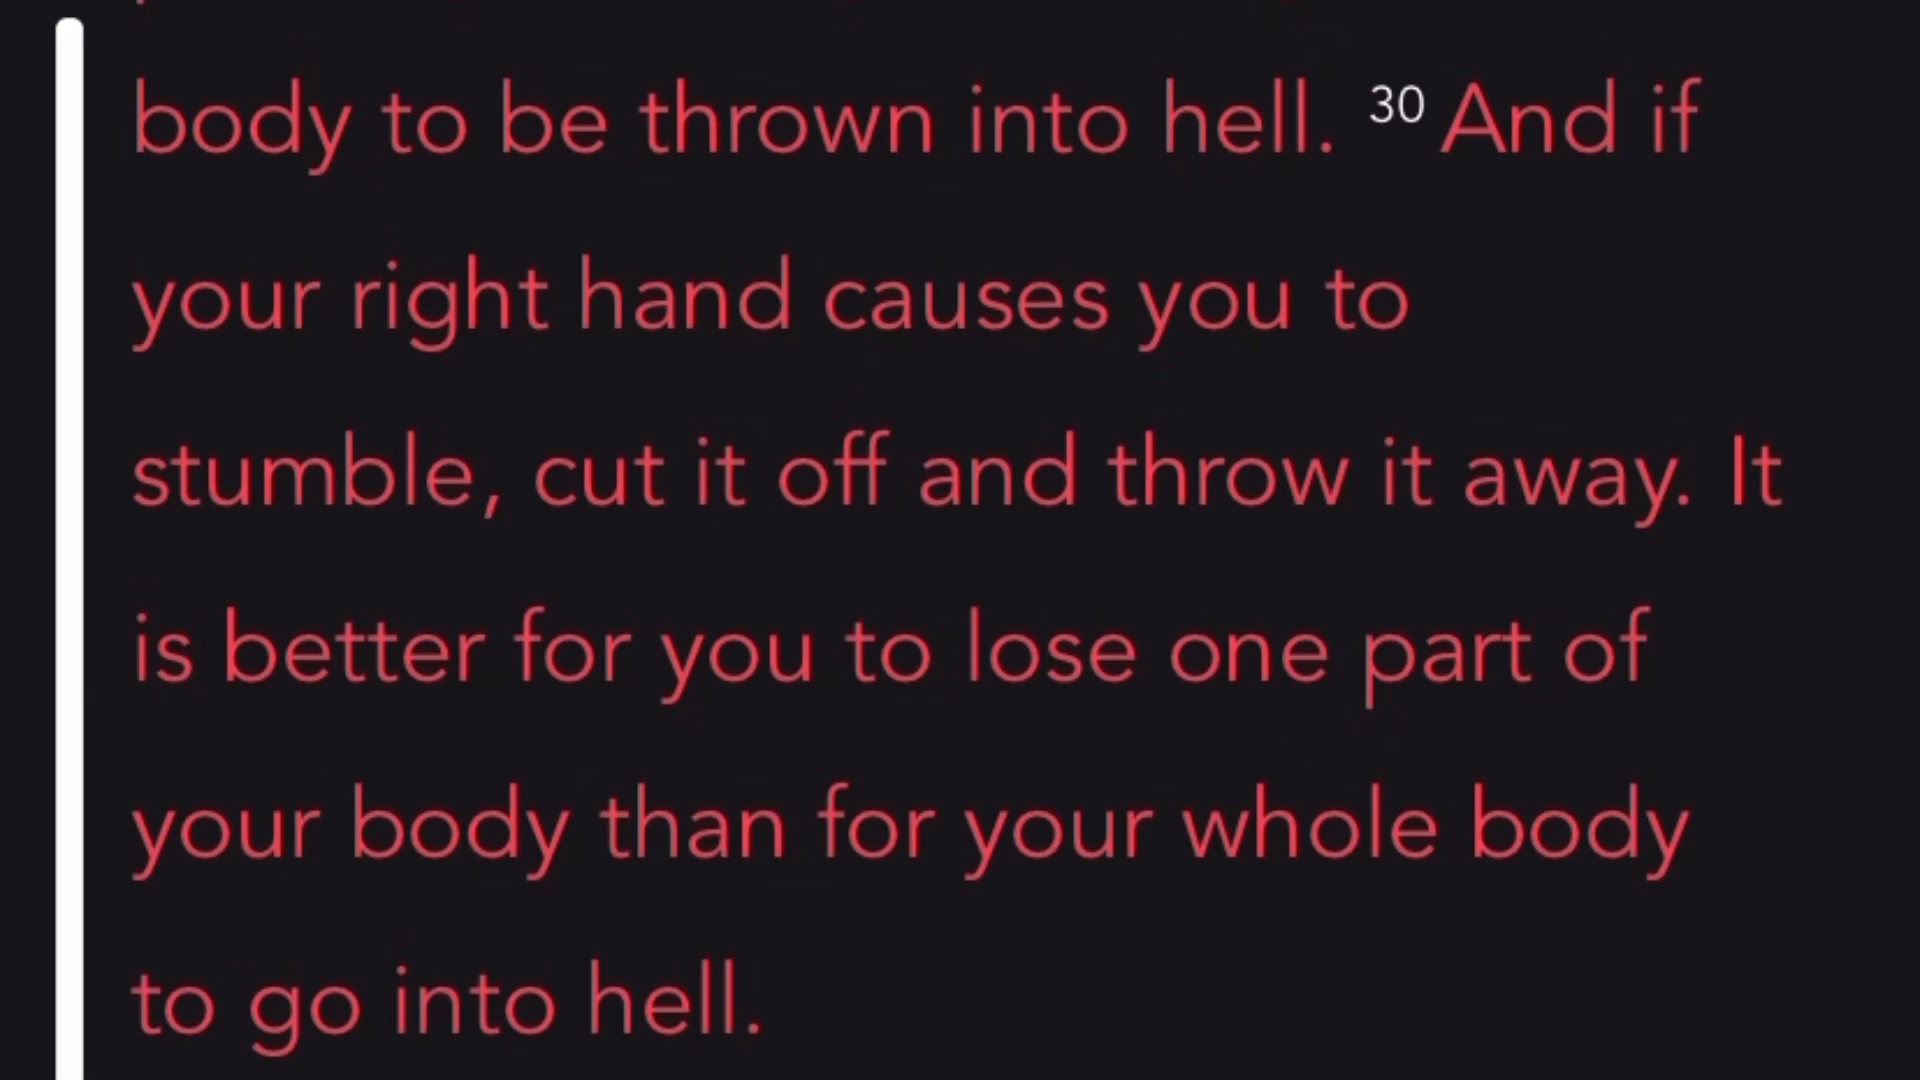 body to be thrown into hell. 30 And if
your right hand causes you to
stumble, cut it off and throw it away. It
is better for you to lose one part of
your body than for your whole body
to go into hell.